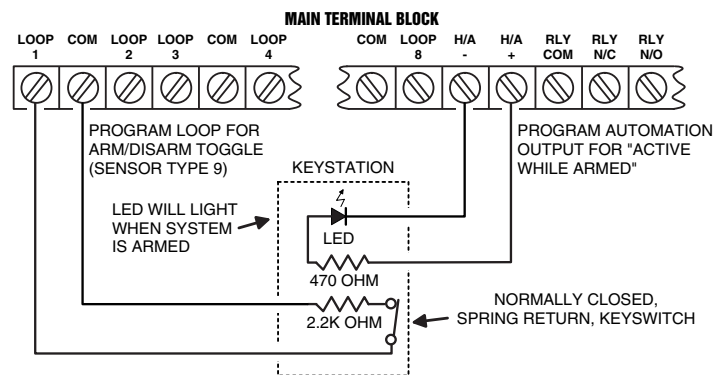 MAIN TERMINAL BLOCK
LOOP 1 COM LOOP 2 LOOP 3 COM LOOP 4 COM LOOP 8 H/A - H/A + RLY COM RLY N/C RLY N/O
PROGRAM LOOP FOR
ARM/DISARM TOGGLE
(SENSOR TYPE 9)
PROGRAM AUTOMATION
OUTPUT FOR "ACTIVE
WHILE ARMED"
KEYSTATION
LED WILL LIGHT
WHEN SYSTEM
IS ARMED
LED
470 OHM
2.2K OHM
NORMALLY CLOSED,
SPRING RETURN, KEYSWITCH